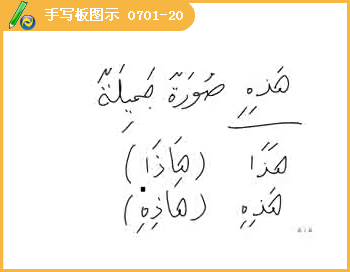 手写板图示 0701-20
هَذِهِ صُورَةٌ جَمِيلَةٌ
هَذَا (هَاذَا)
هَذِهِ (هَاذِهِ)